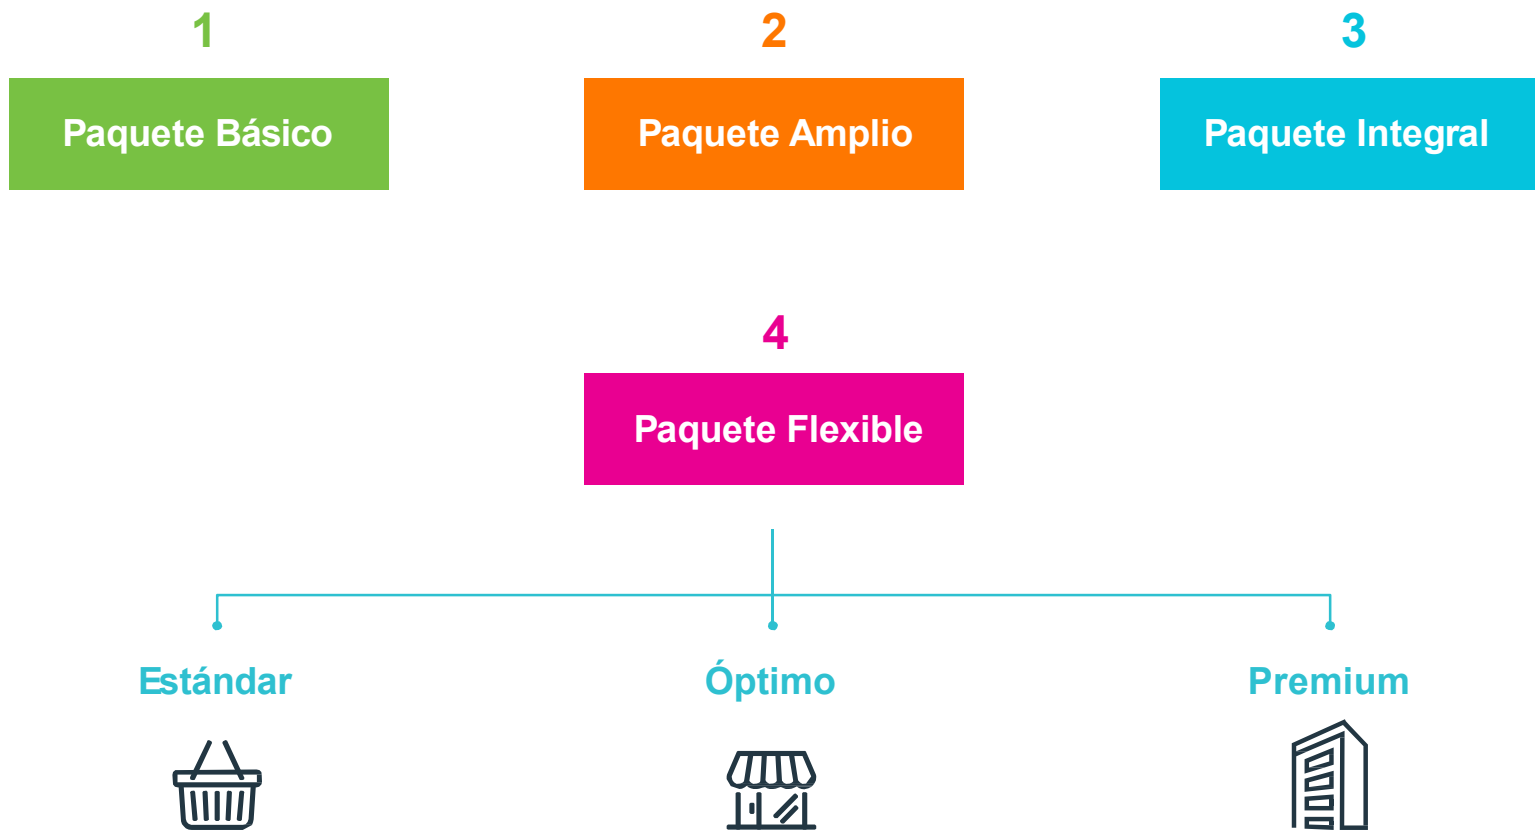 1
2
3
Paquete Básico
Paquete Amplio
Paquete Integral
4
Paquete Flexible
Estándar
Óptimo
Premium